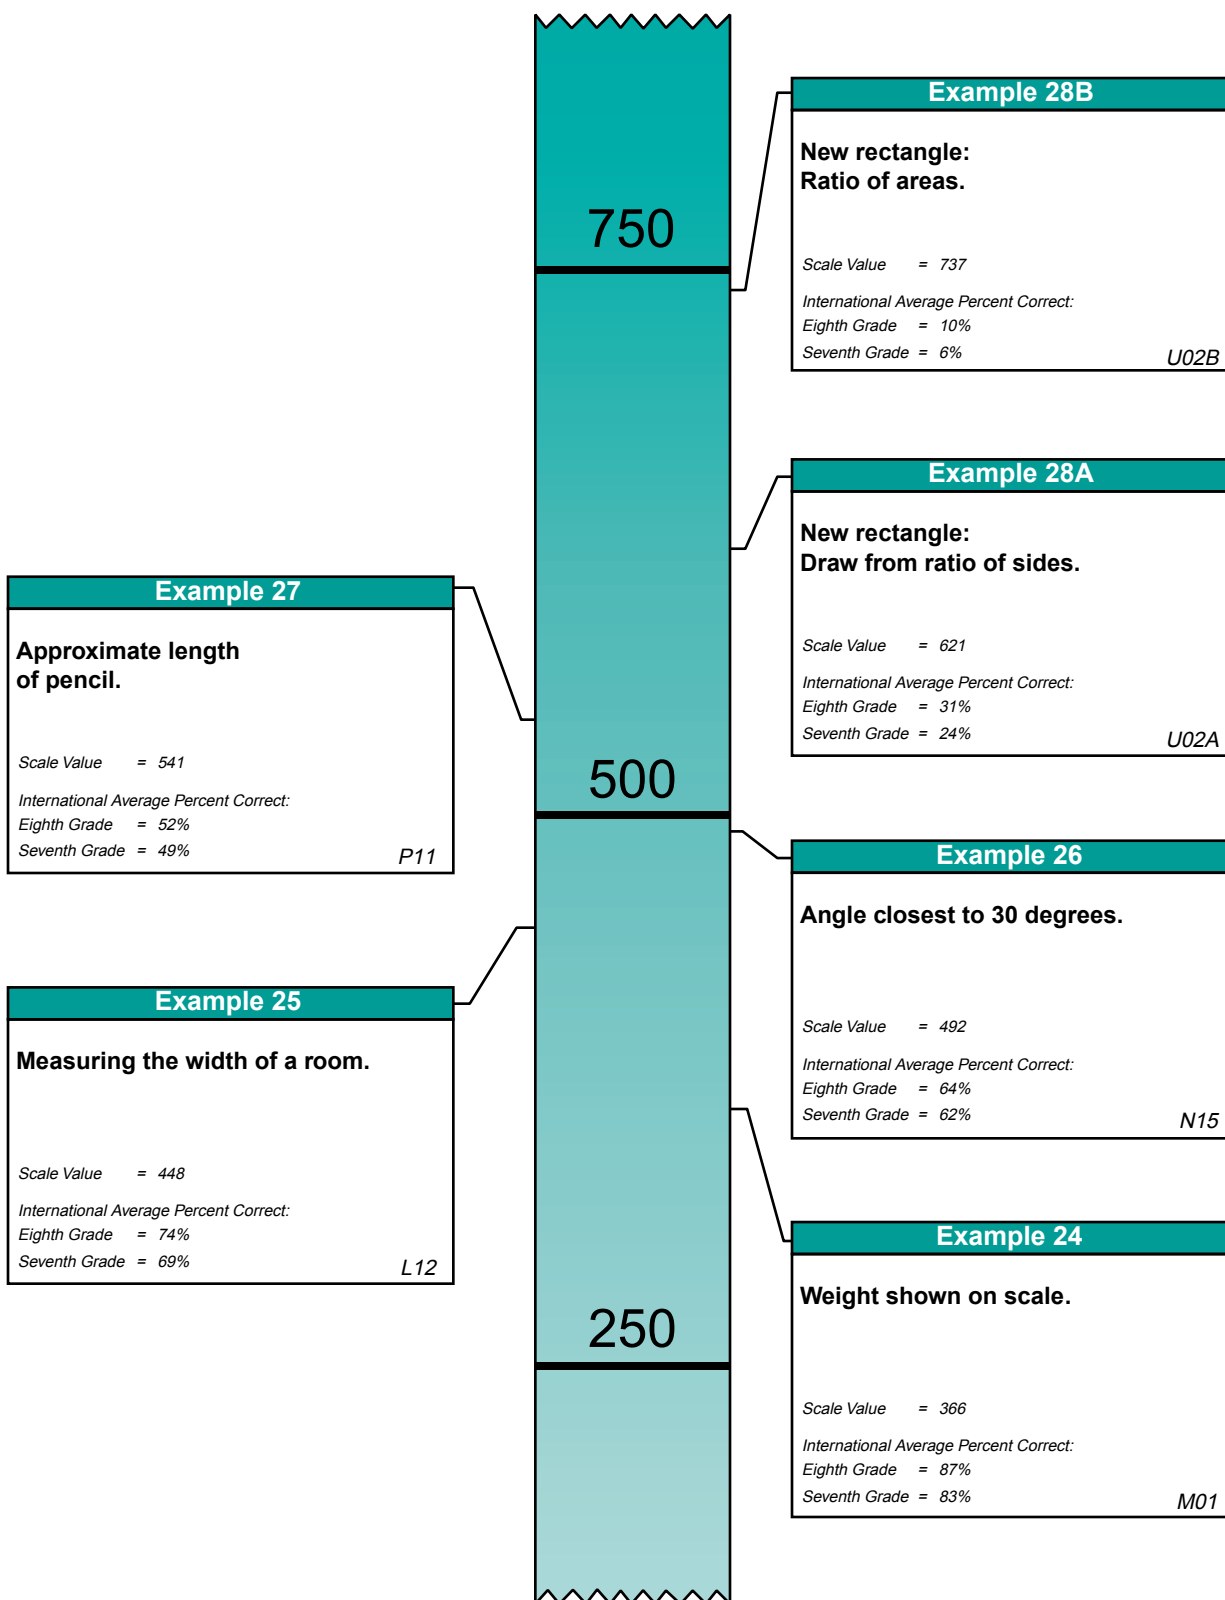 750
500
250
Example 28B
New rectangle:
Ratio of areas.
Scale Value = 737
International Average Percent Correct:
Eighth Grade = 10%
Seventh Grade = 6%
U02B
Example 28A
New rectangle:
Draw from ratio of sides.
Scale Value = 621
International Average Percent Correct:
Eighth Grade = 31%
Seventh Grade = 24%
U02A
Example 27
Approximate length
of pencil.
Scale Value = 541
International Average Percent Correct:
Eighth Grade = 52%
Seventh Grade = 49%
P11
Example 26
Angle closest to 30 degrees.
Scale Value = 492
International Average Percent Correct:
Eighth Grade = 64%
Seventh Grade = 62%
N15
Example 25
Measuring the width of a room.
Scale Value = 448
International Average Percent Correct:
Eighth Grade = 74%
Seventh Grade = 69%
L12
Example 24
Weight shown on scale.
Scale Value = 366
International Average Percent Correct:
Eighth Grade = 87%
Seventh Grade = 83%
M01